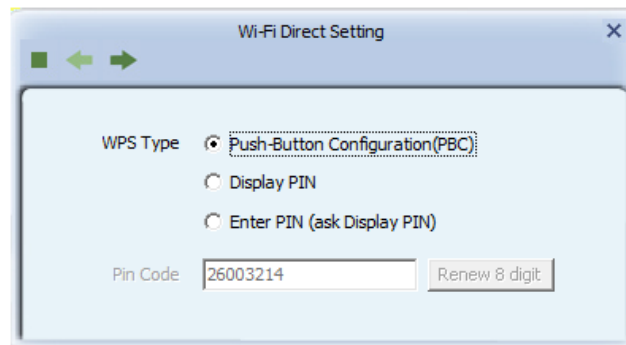 Wi-Fi Direct Setting
WPS Type Push-Button Configuration(PBC)
Display PIN
Enter PIN (ask Display PIN)
Pin Code 26003214 Renew 8 digit